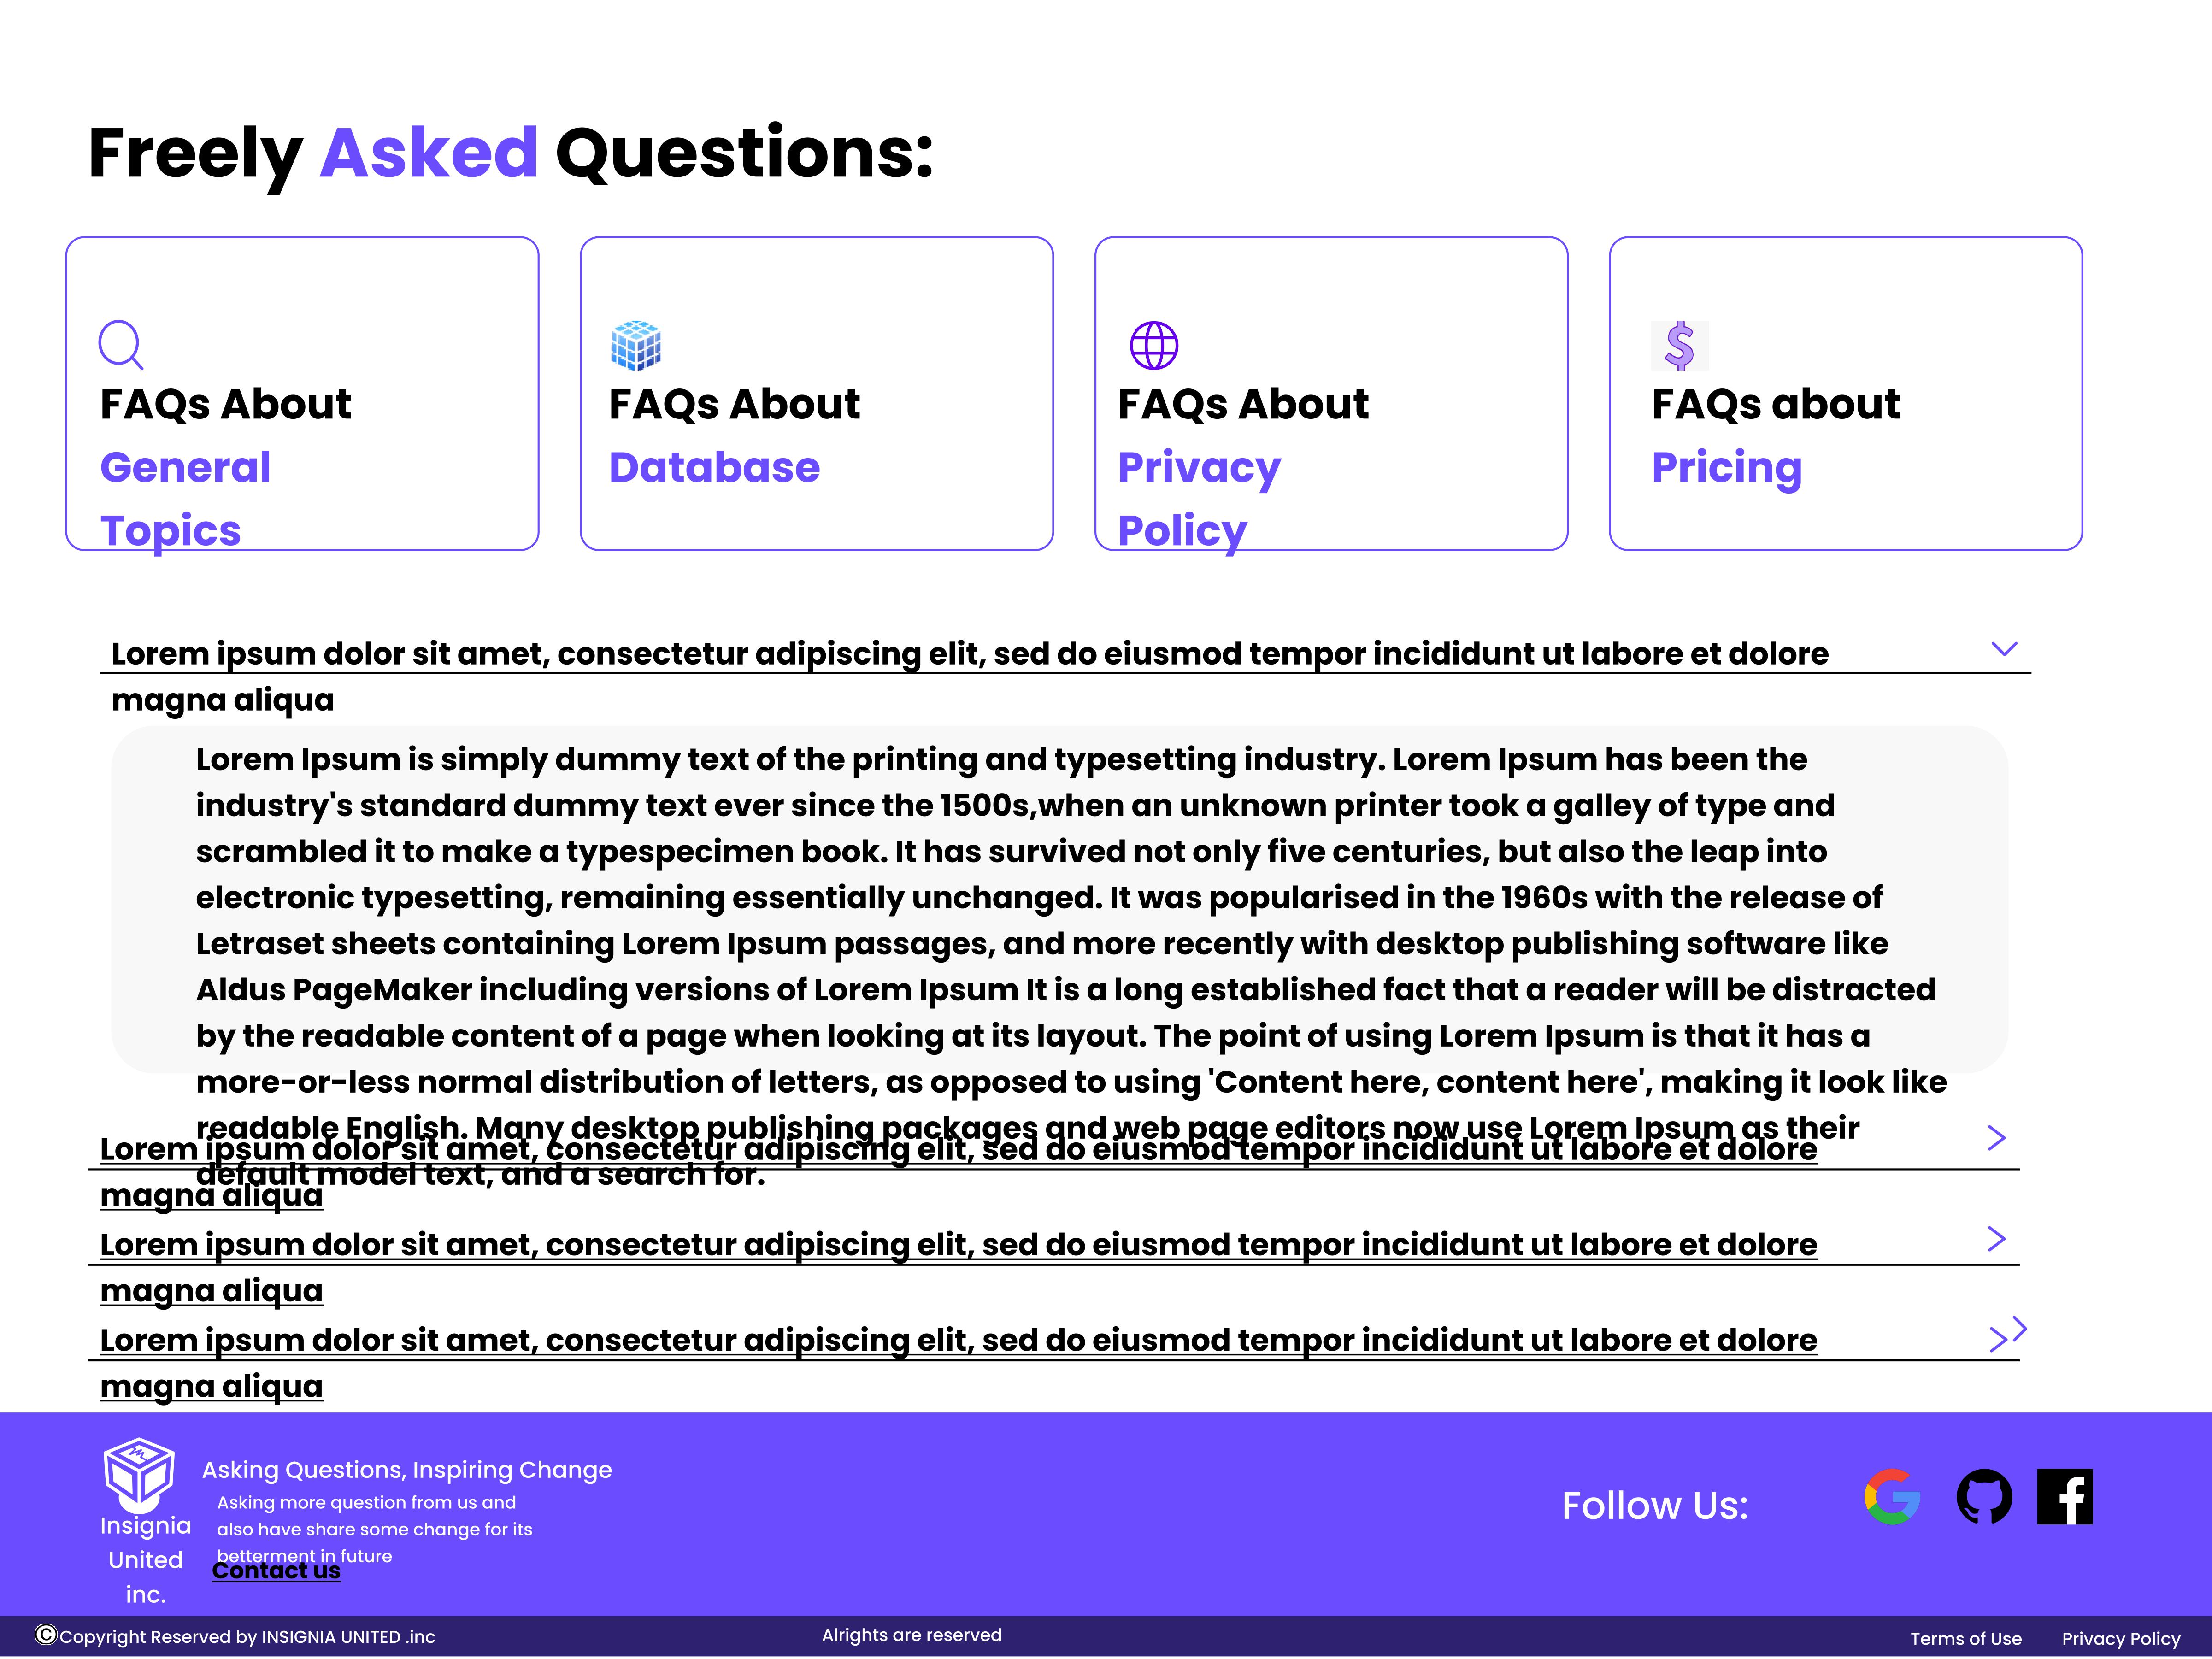 Freely Asked Questions:
FAQs About
General
Topics
FAQs About
Database
FAQs About
Privacy
Policy
FAQs about
Pricing
Lorem ipsum dolor sit amet, consectetur adipiscing elit, sed do eiusmod tempor incididunt ut labore et dolore
magna aliqua
Lorem Ipsum is simply dummy text of the printing and typesetting industry. Lorem Ipsum has been the
industry's standard dummy text ever since the 1500s,when an unknown printer took a galley of type and
scrambled it to make a typespecimen book. It has survived not only five centuries, but also the leap into
electronic typesetting, remaining essentially unchanged. It was popularised in the 1960s with the release of
Letraset sheets containing Lorem Ipsum passages, and more recently with desktop publishing software like
Aldus PageMaker including versions of Lorem Ipsum It is a long established fact that a reader will be distracted
by the readable content of a page when looking at its layout. The point of using Lorem Ipsum is that it has a
more-or-less normal distribution of letters, as opposed to using 'Content here, content here', making it look like
readable English. Many desktop publishing packages and web page editors now use Lorem Ipsum as their
default model text, and a search for.
Lorem ipsum dolor sit amet, consectetur adipiscing elit, sed do eiusmod tempor incididunt ut labore et dolore
magna aliqua
Lorem ipsum dolor sit amet, consectetur adipiscing elit, sed do eiusmod tempor incididunt ut labore et dolore
magna aliqua
Lorem ipsum dolor sit amet, consectetur adipiscing elit, sed do eiusmod tempor incididunt ut labore et dolore
magna aliqua
Insignia
United
inc.
Asking Questions, Inspiring Change
Asking more question from us and
also have share some change for its
betterment in future
Contact us
Follow Us:
©Copyright Reserved by INSIGNIA UNITED .inc
Alrights are reserved
Terms of Use
Privacy Policy